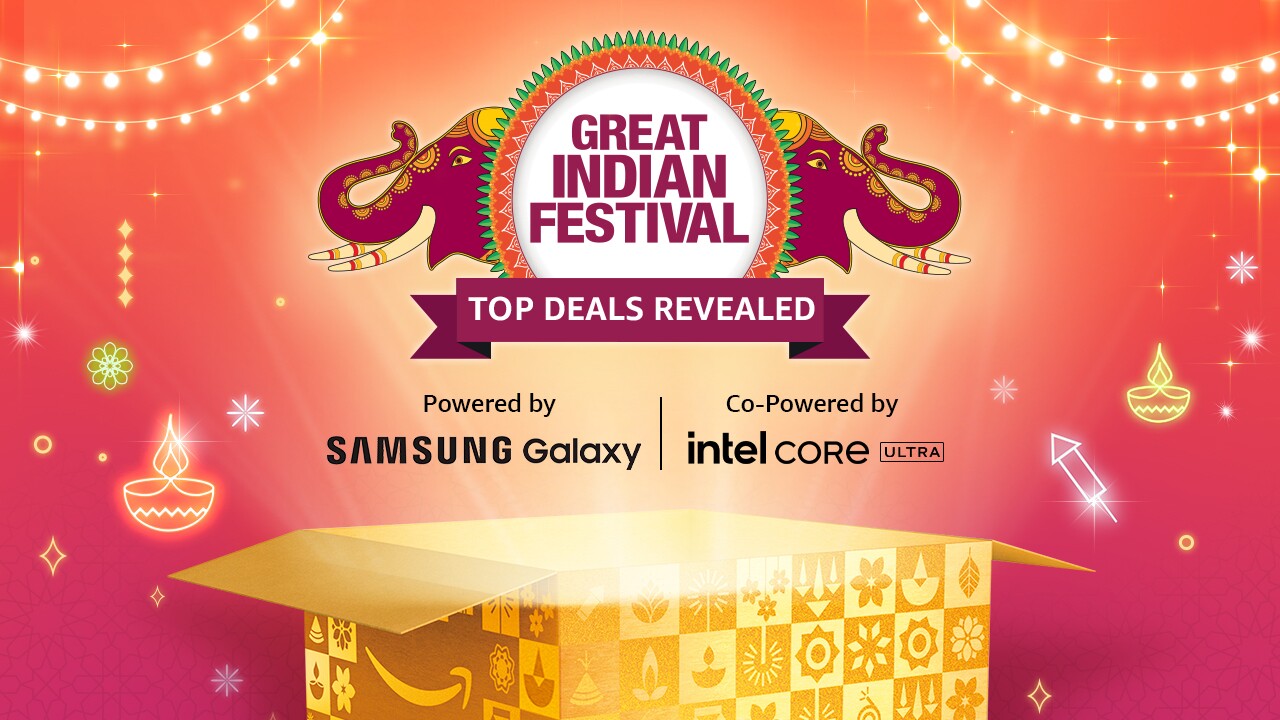 GREAT
INDIAN
FESTIVAL
TOP DEALS REVEALED
Powered by
SAMSUNG Galaxy
Co-Powered by
intel CORE ULTRA